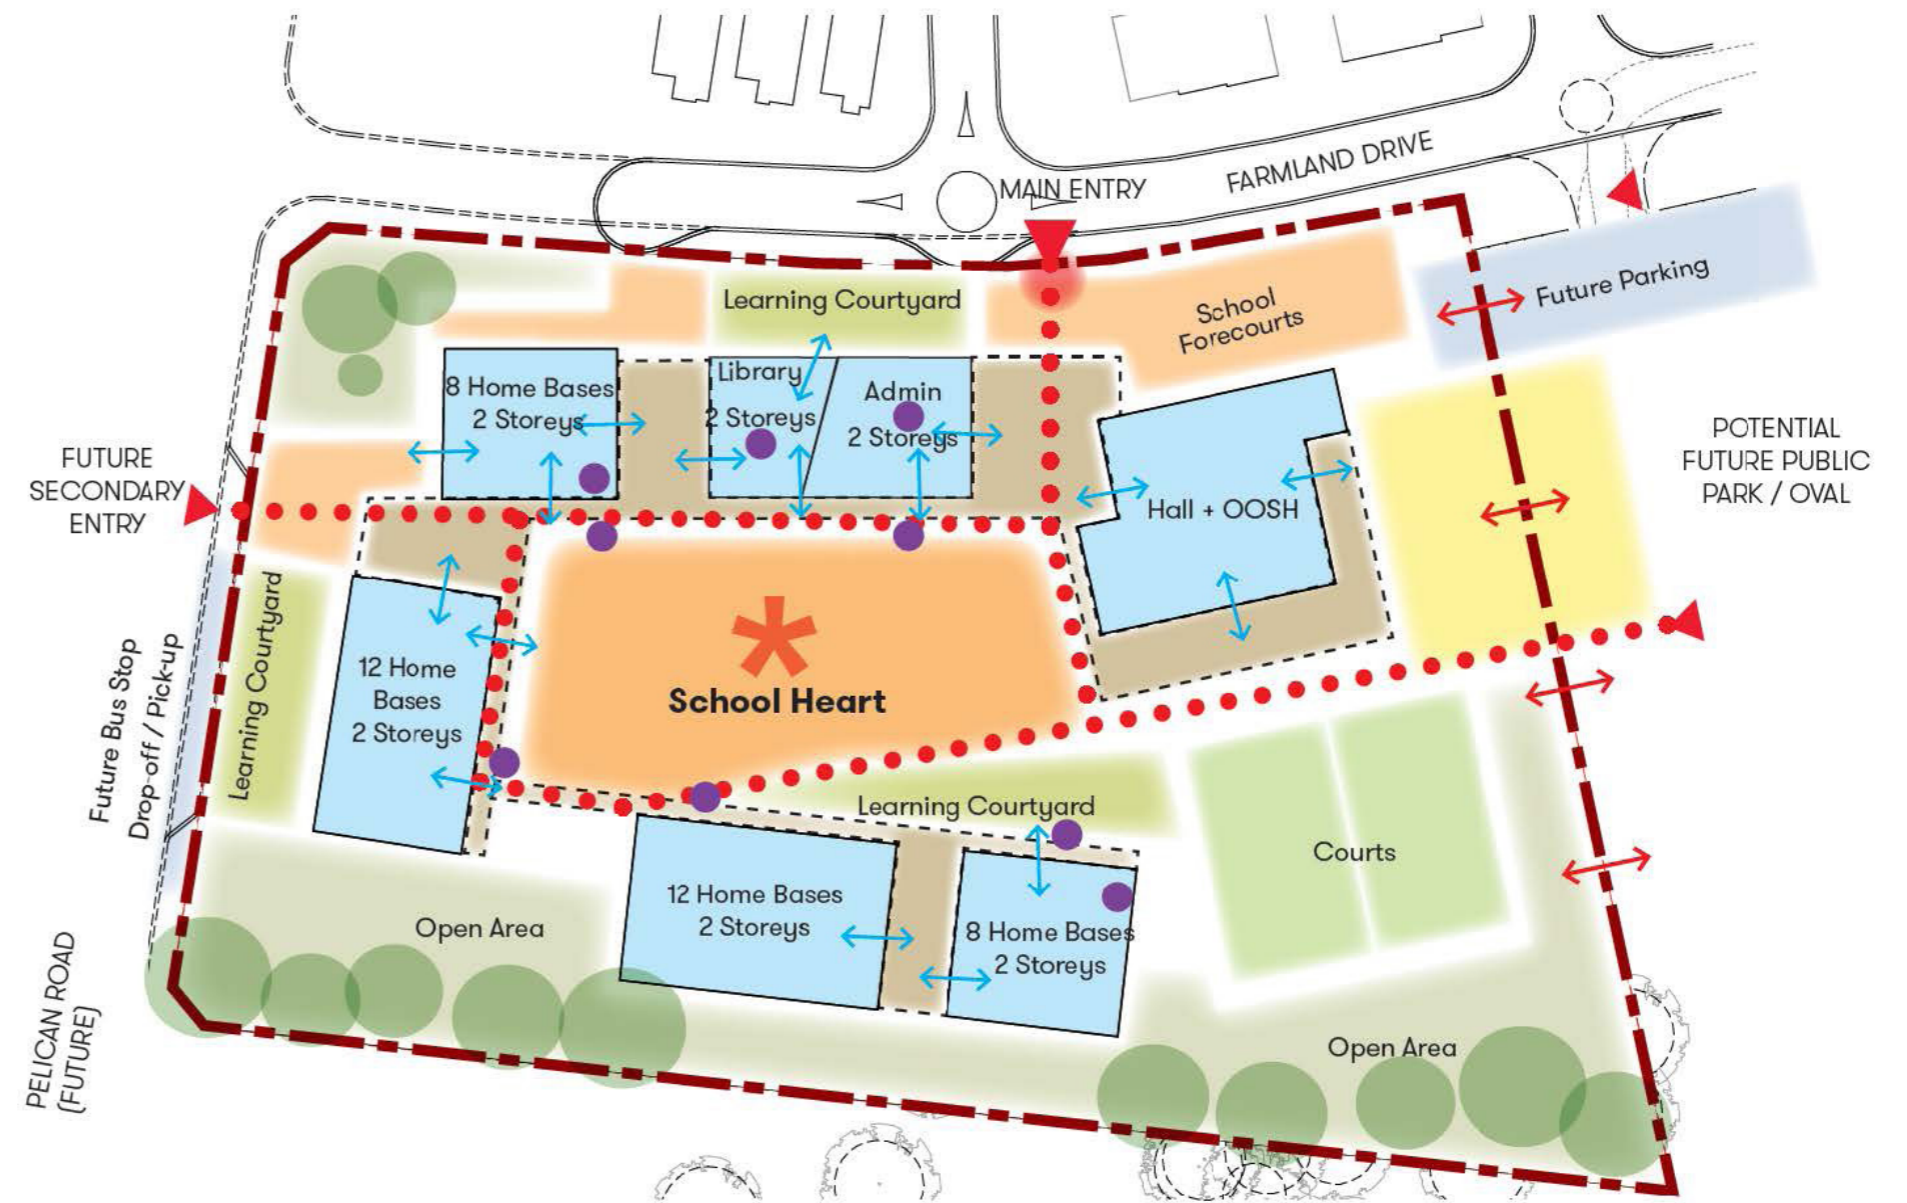 MAIN ENTRY
FARMLAND DRIVE
Learning Courtyard
School
Forecourts
Future Parking
8 Home Bases
2 Storeys
Library
2 Storeys
Admin
2 Storeys
FUTURE
SECONDARY
ENTRY
POTENTIAL
FUTURE PUBLIC
PARK / OVAL
Hall + OOSH
Learning Courtyard
Future Bus Stop
Drop-off / Pick-up
12 Home
Bases
2 Storeys
School Heart
Learning Courtyard
Courts
12 Home Bases
2 Storeys
8 Home Bases
2 Storeys
Open Area
Open Area
PELICAN ROAD
(FUTURE)